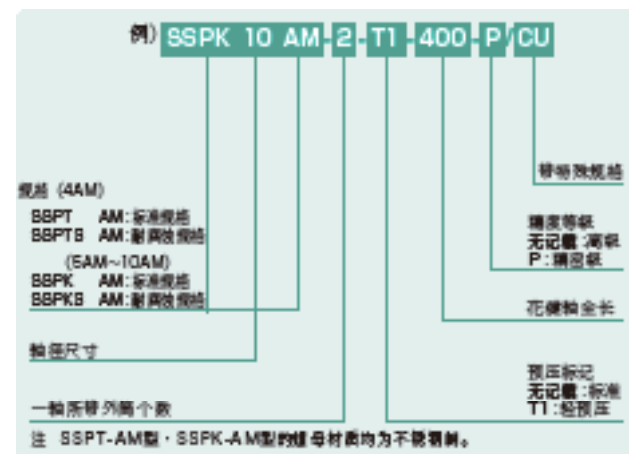 例) SSPK 10 AM-2-T1-400-P/CU
带特殊规格
规格 (4AM)
SSPT AM:标准规格
SSPTS AM:耐腐蚀规格
(5AM~10AM)
SSPK AM:标准规格
SSPKS AM:耐腐蚀规格
精度等级
无记载:高级
P:精密级
花键轴全长
轴径尺寸
预压标记
无记载:标准
T1:轻预压
一轴所带外筒个数
注 SSPT-AM型·SSPK-AM型的螺母材质均为不锈钢制。